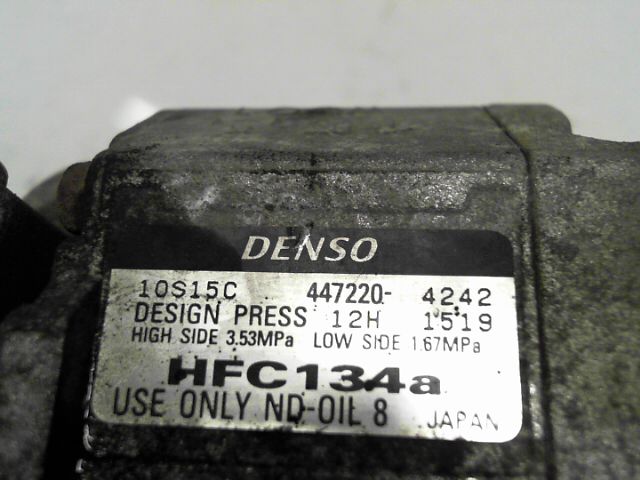 DENSO
10S15C 447220- 4242
DESIGN PRESS 12H 1519
HIGH SIDE 3.53MPa LOW SIDE 1.67MPa
HFC134a
USE ONLY ND-OIL 8 JAPAN